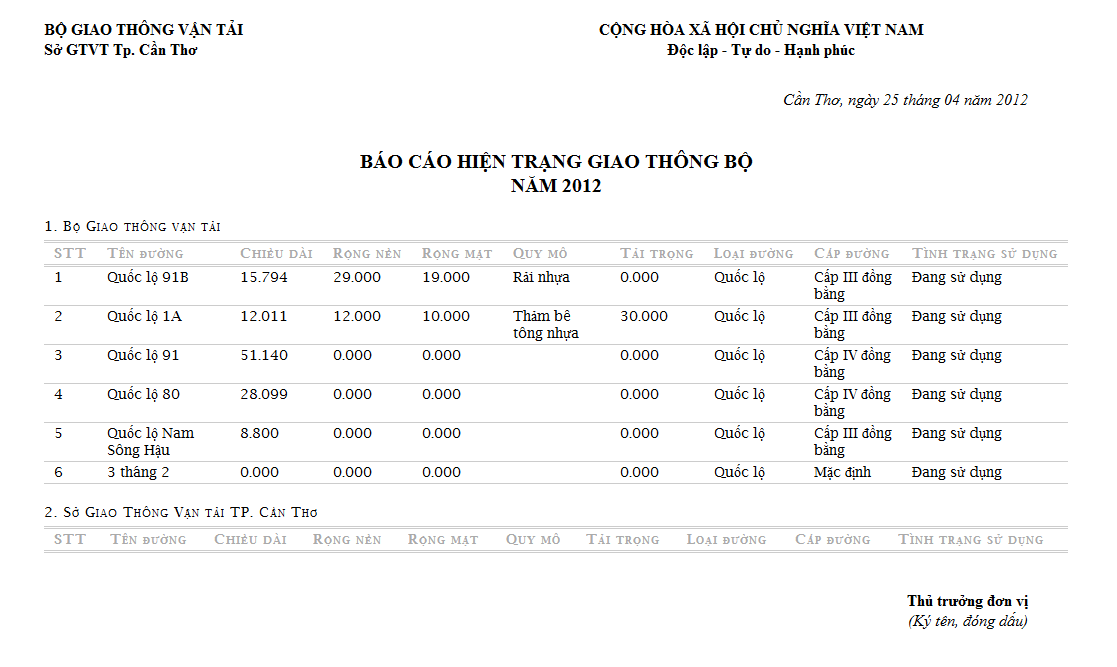 BỘ GIAO THÔNG VẬN TẢI
Sở GTVT Tp. Cần Thơ
CỘNG HÒA XÃ HỘI CHỦ NGHĨA VIỆT NAM
Độc lập - Tự do - Hạnh phúc
Cần Thơ, ngày 25 tháng 04 năm 2012
BÁO CÁO HIỆN TRẠNG GIAO THÔNG BỘ
NĂM 2012
1. Bộ Giao thông vận tải
STT Tên đường Chiều dài Rộng nền Rộng mặt Quy mô Tải trọng Loại đường Cấp đường Tình trạng sử dụng
1 Quốc lộ 91B 15.794 29.000 19.000 Rải nhựa 0.000 Quốc lộ Cấp III đồng Đang sử dụng
bằng
2 Quốc lộ 1A 12.011 12.000 10.000 Thảm bê 30.000 Quốc lộ Cấp III đồng Đang sử dụng
tông nhựa bằng
3 Quốc lộ 91 51.140 0.000 0.000 0.000 Quốc lộ Cấp IV đồng Đang sử dụng
bằng
4 Quốc lộ 80 28.099 0.000 0.000 0.000 Quốc lộ Cấp IV đồng Đang sử dụng
bằng
5 Quốc lộ Nam 8.800 0.000 0.000 0.000 Quốc lộ Cấp III đồng Đang sử dụng
Sông Hậu bằng
6 3 tháng 2 0.000 0.000 0.000 0.000 Quốc lộ Mặc định Đang sử dụng
2. Sở Giao Thông Vận tải TP. Cần Thơ
STT Tên đường Chiều dài Rộng nền Rộng mặt Quy mô Tải trọng Loại đường Cấp đường Tình trạng sử dụng
Thủ trưởng đơn vị
(Ký tên, đóng dấu)